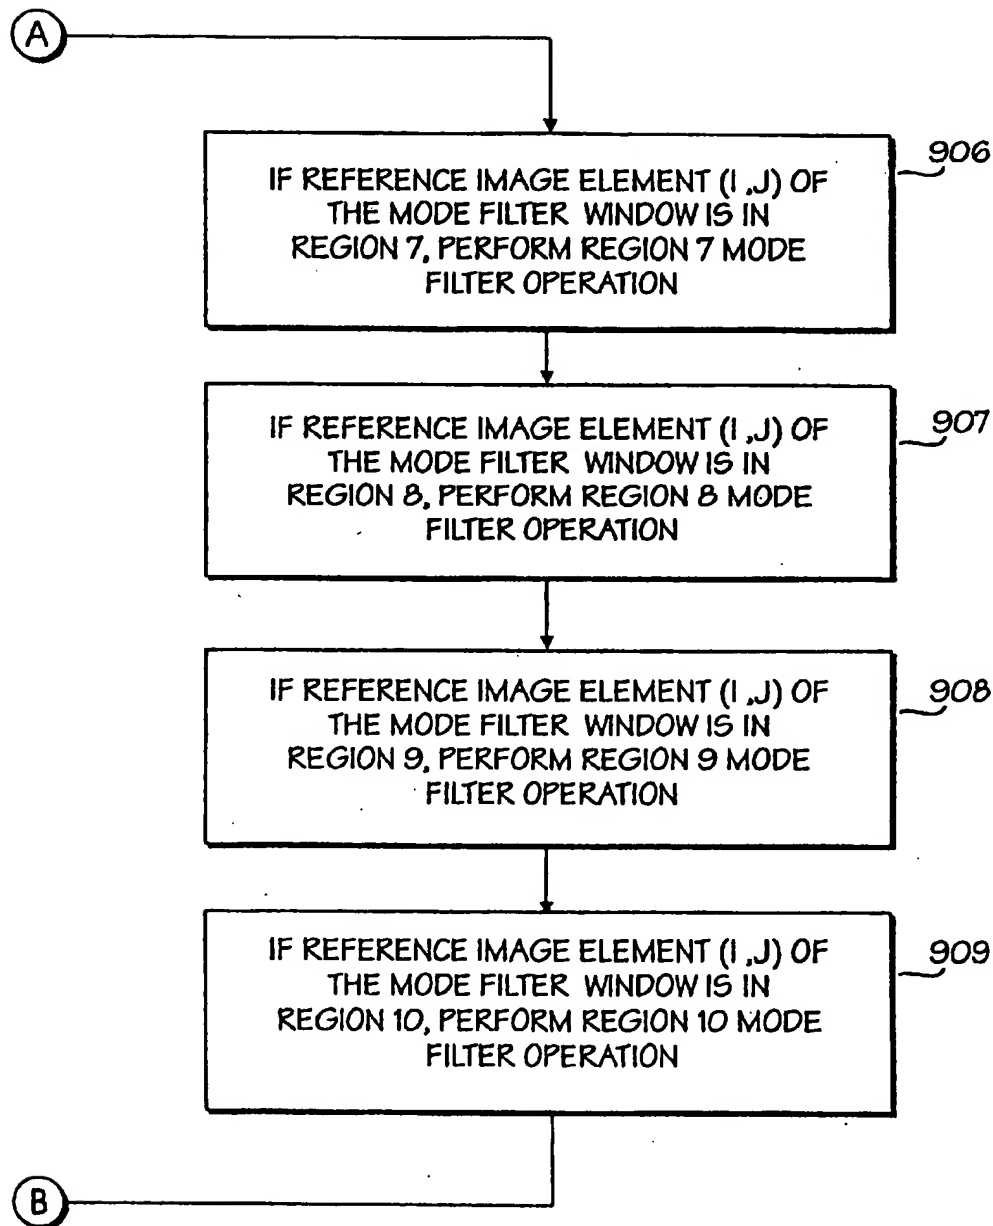 A
IF REFERENCE IMAGE ELEMENT (I ,J) OF
THE MODE FILTER WINDOW IS IN
REGION 7, PERFORM REGION 7 MODE
FILTER OPERATION
906
IF REFERENCE IMAGE ELEMENT (I ,J) OF
THE MODE FILTER WINDOW IS IN
REGION 8, PERFORM REGION 8 MODE
FILTER OPERATION
907
IF REFERENCE IMAGE ELEMENT (I ,J) OF
THE MODE FILTER WINDOW IS IN
REGION 9, PERFORM REGION 9 MODE
FILTER OPERATION
908
IF REFERENCE IMAGE ELEMENT (I ,J) OF
THE MODE FILTER WINDOW IS IN
REGION 10, PERFORM REGION 10 MODE
FILTER OPERATION
909
B